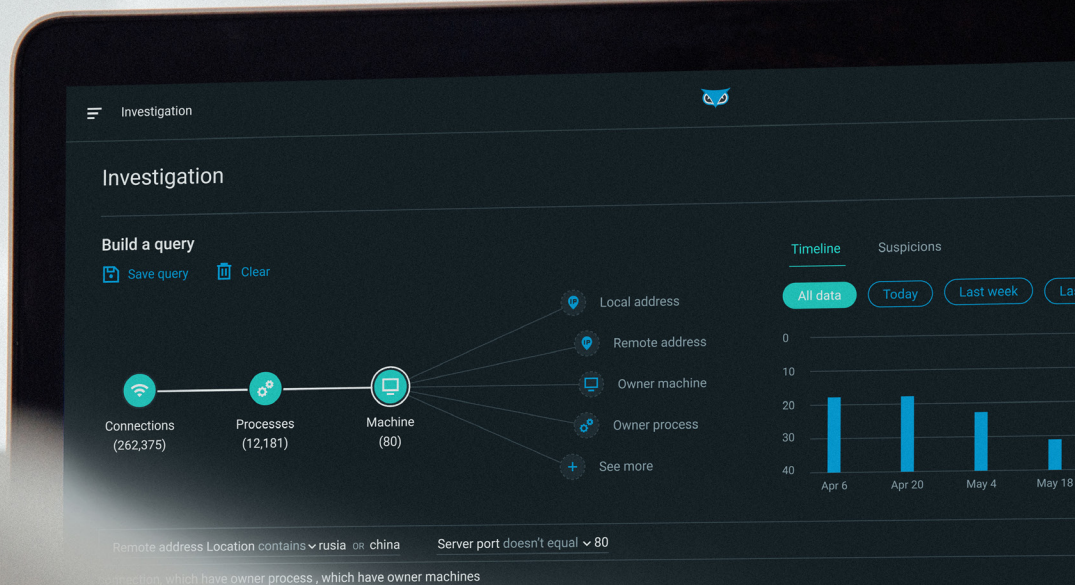 Investigation
Investigation
Build a query
Save query
Clear
Timeline
Suspicions
All data
Today
Last week
Local address
Remote address
Owner machine
Owner process
See more
Connections
(262,375)
Processes
(12,181)
Machine
(80)
0
10
20
30
40
Apr 6
Apr 20
May 4
May 18
Remote address Location contains rusia OR china
Server port doesn't equal 80
which have owner process , which have owner machines